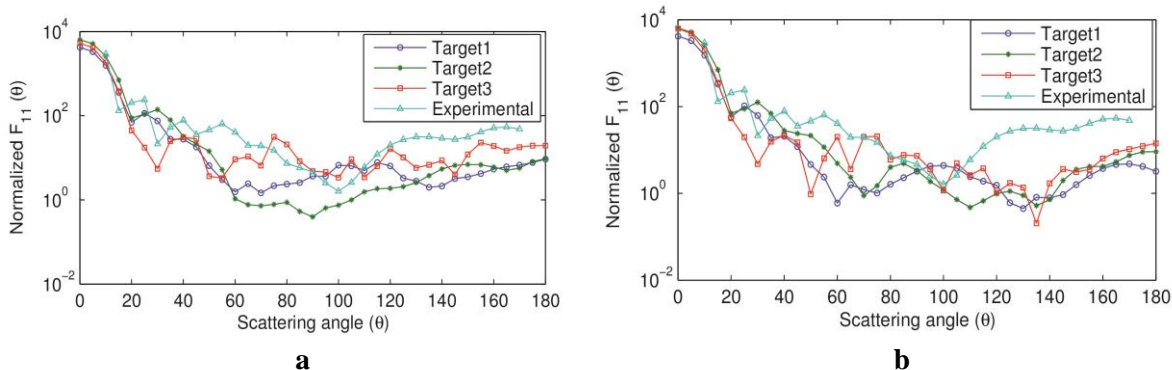 10^4
10^2
10^0
10^-2
Normalized F11 (θ)
Target1
Target2
Target3
Experimental
0 20 40 60 80 100 120 140 160 180
Scattering angle (θ)
a
10^4
10^2
10^0
10^-2
Normalized F11 (θ)
Target1
Target2
Target3
Experimental
0 20 40 60 80 100 120 140 160 180
Scattering angle (θ)
b